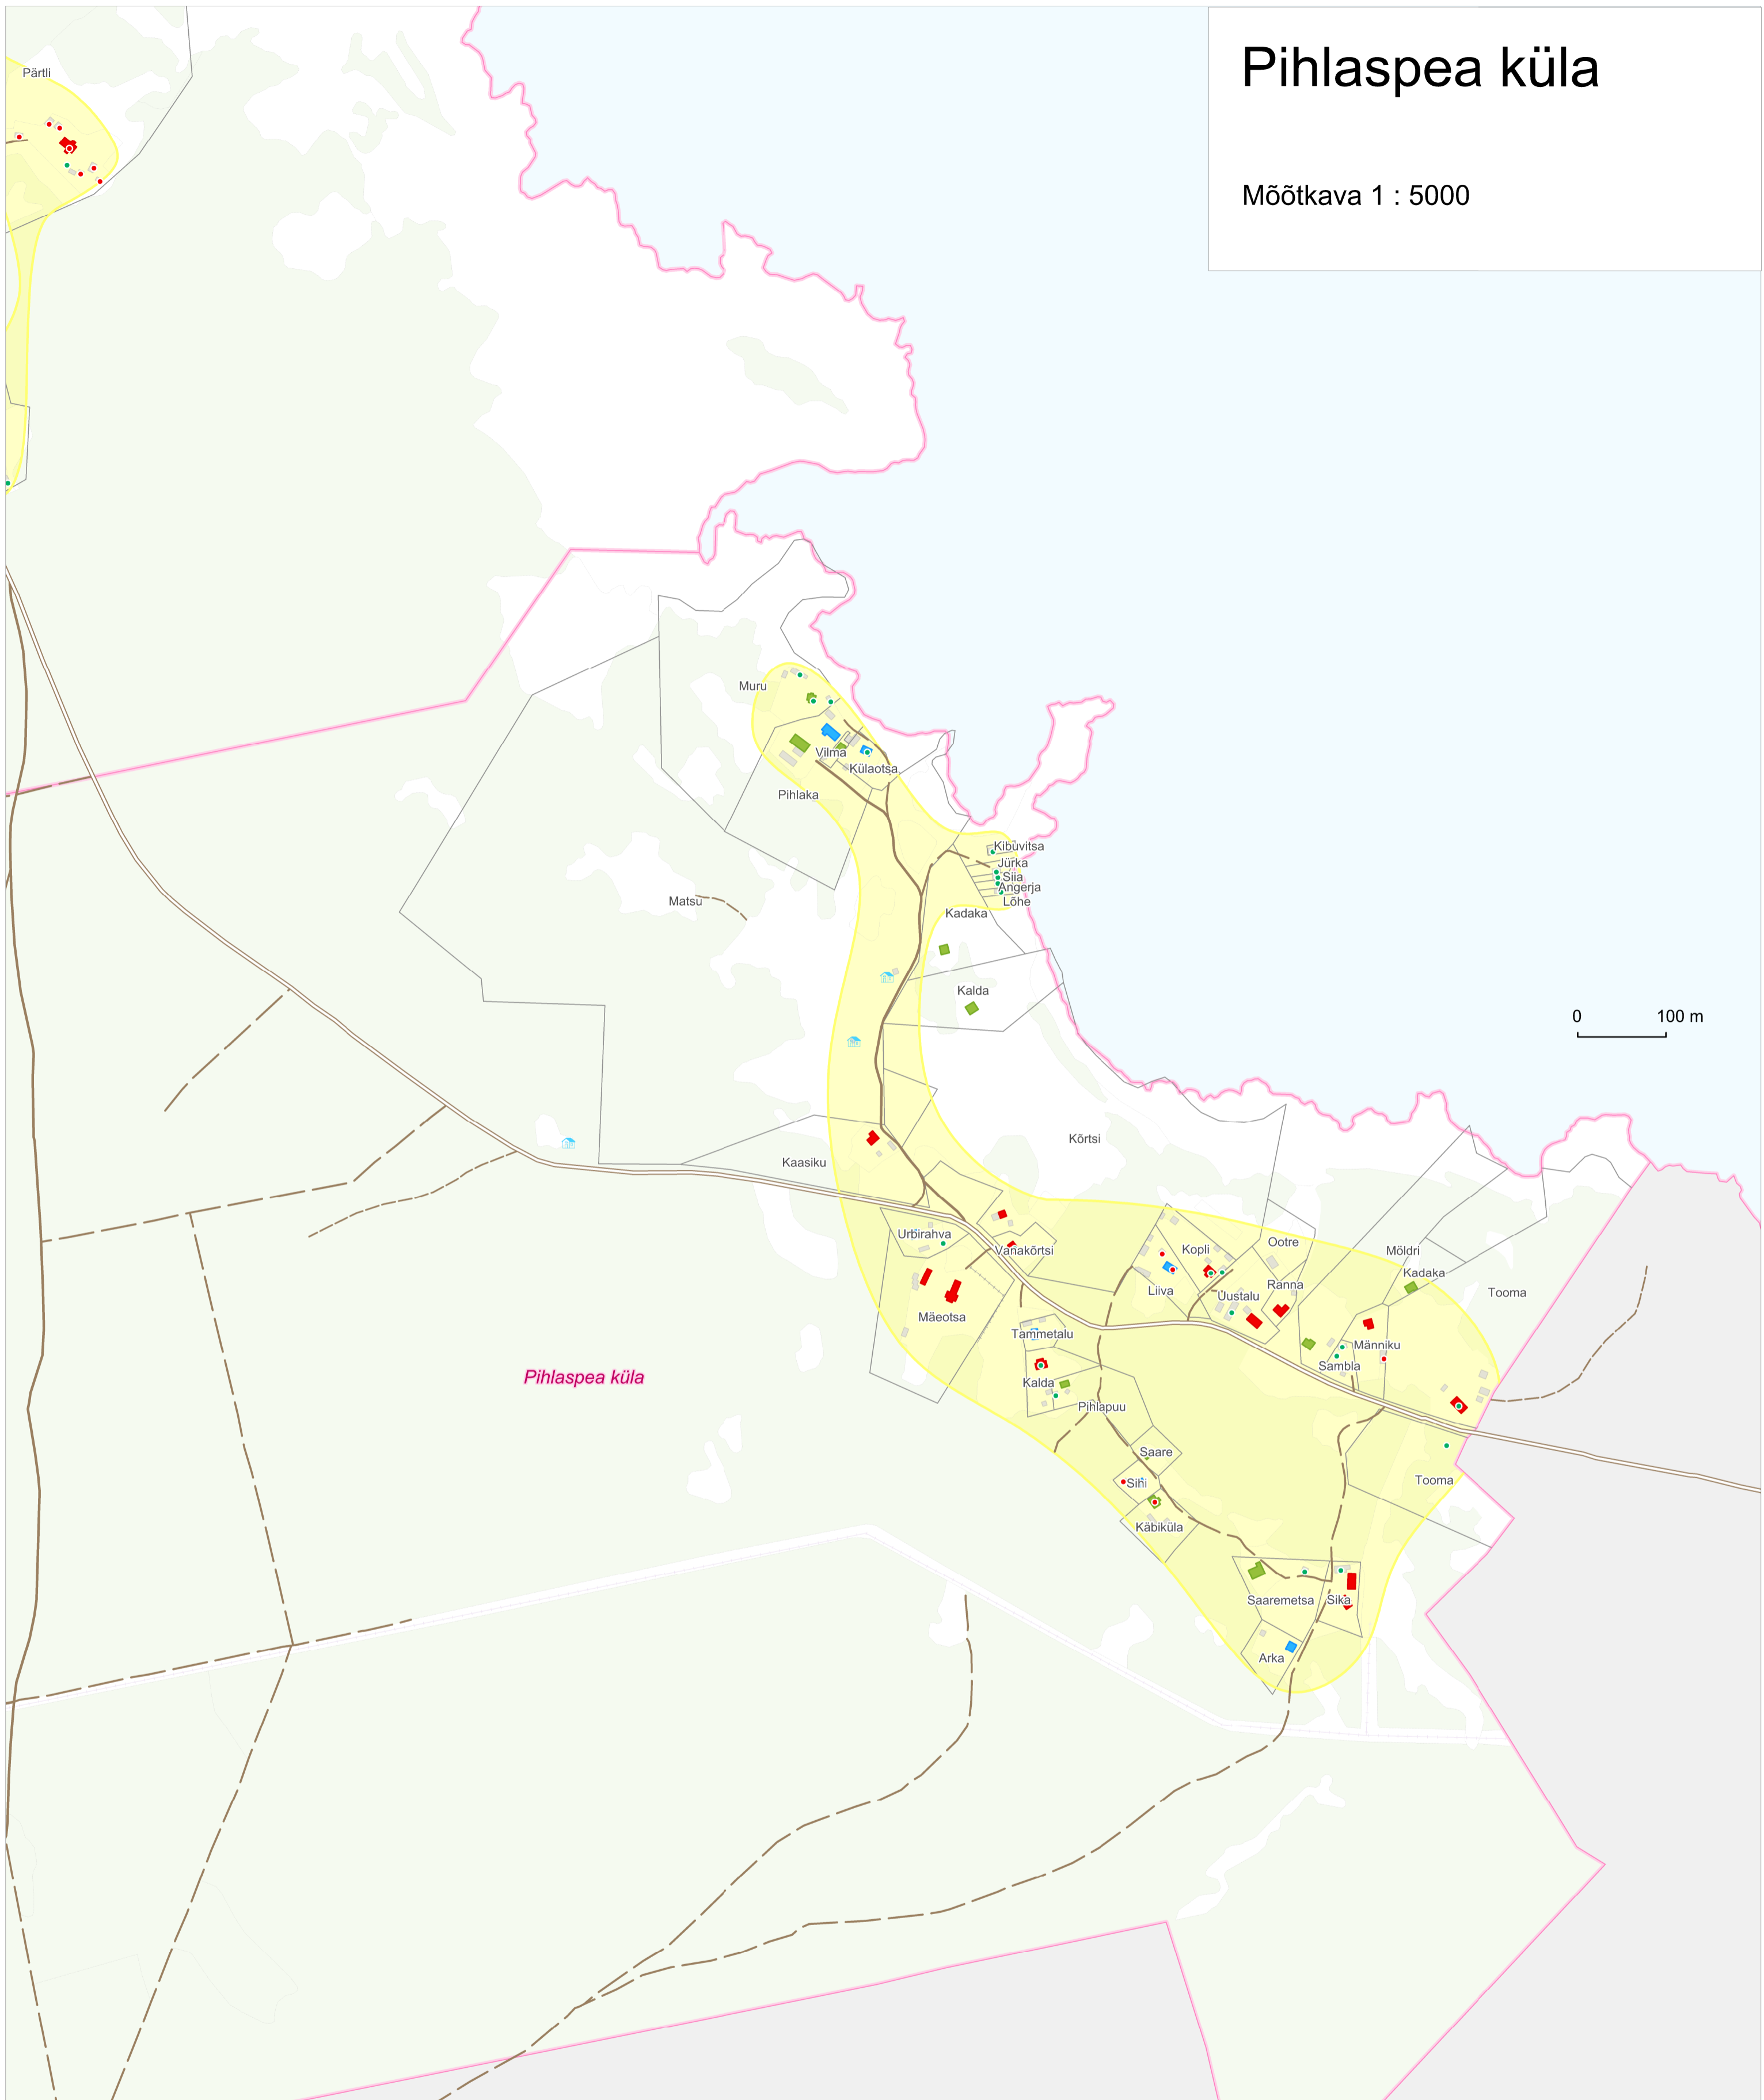 Pihlaspea küla
Mõõtkava 1 : 5000
Pärtli
Muru
Vilma
Külaotsa
Pihlaka
Kibuvitsa
Jürka
Siia
Angerja
Lõhe
Matsu
Kadaka
Kalda
0 100 m
Kõrtsi
Kaasiku
Urbirahva
Vanakõrtsi
Kopli
Ootre
Möldri
Kadaka
Liiva
Uustalu
Ranna
Tooma
Mäeotsa
Tammetalu
Männiku
Sambla
Pihlaspea küla
Kalda
Pihlapuu
Saare
Sihi
Tooma
Käbiküla
Saaremetsa
Sika
Arka